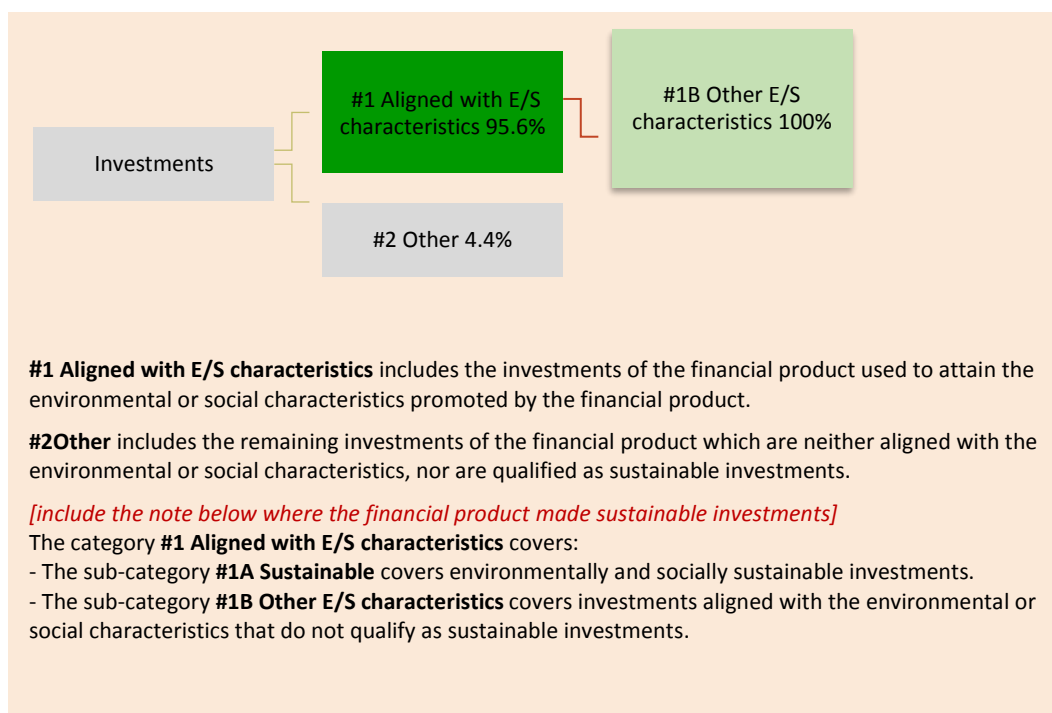 #1 Aligned with E/S
characteristics 95.6%
#1B Other E/S
characteristics 100%
Investments
#2 Other 4.4%
#1 Aligned with E/S characteristics includes the investments of the financial product used to attain the
environmental or social characteristics promoted by the financial product.
#2Other includes the remaining investments of the financial product which are neither aligned with the
environmental or social characteristics, nor are qualified as sustainable investments.
[include the note below where the financial product made sustainable investments]
The category #1 Aligned with E/S characteristics covers:
- The sub-category #1A Sustainable covers environmentally and socially sustainable investments.
- The sub-category #1B Other E/S characteristics covers investments aligned with the environmental or
social characteristics that do not qualify as sustainable investments.